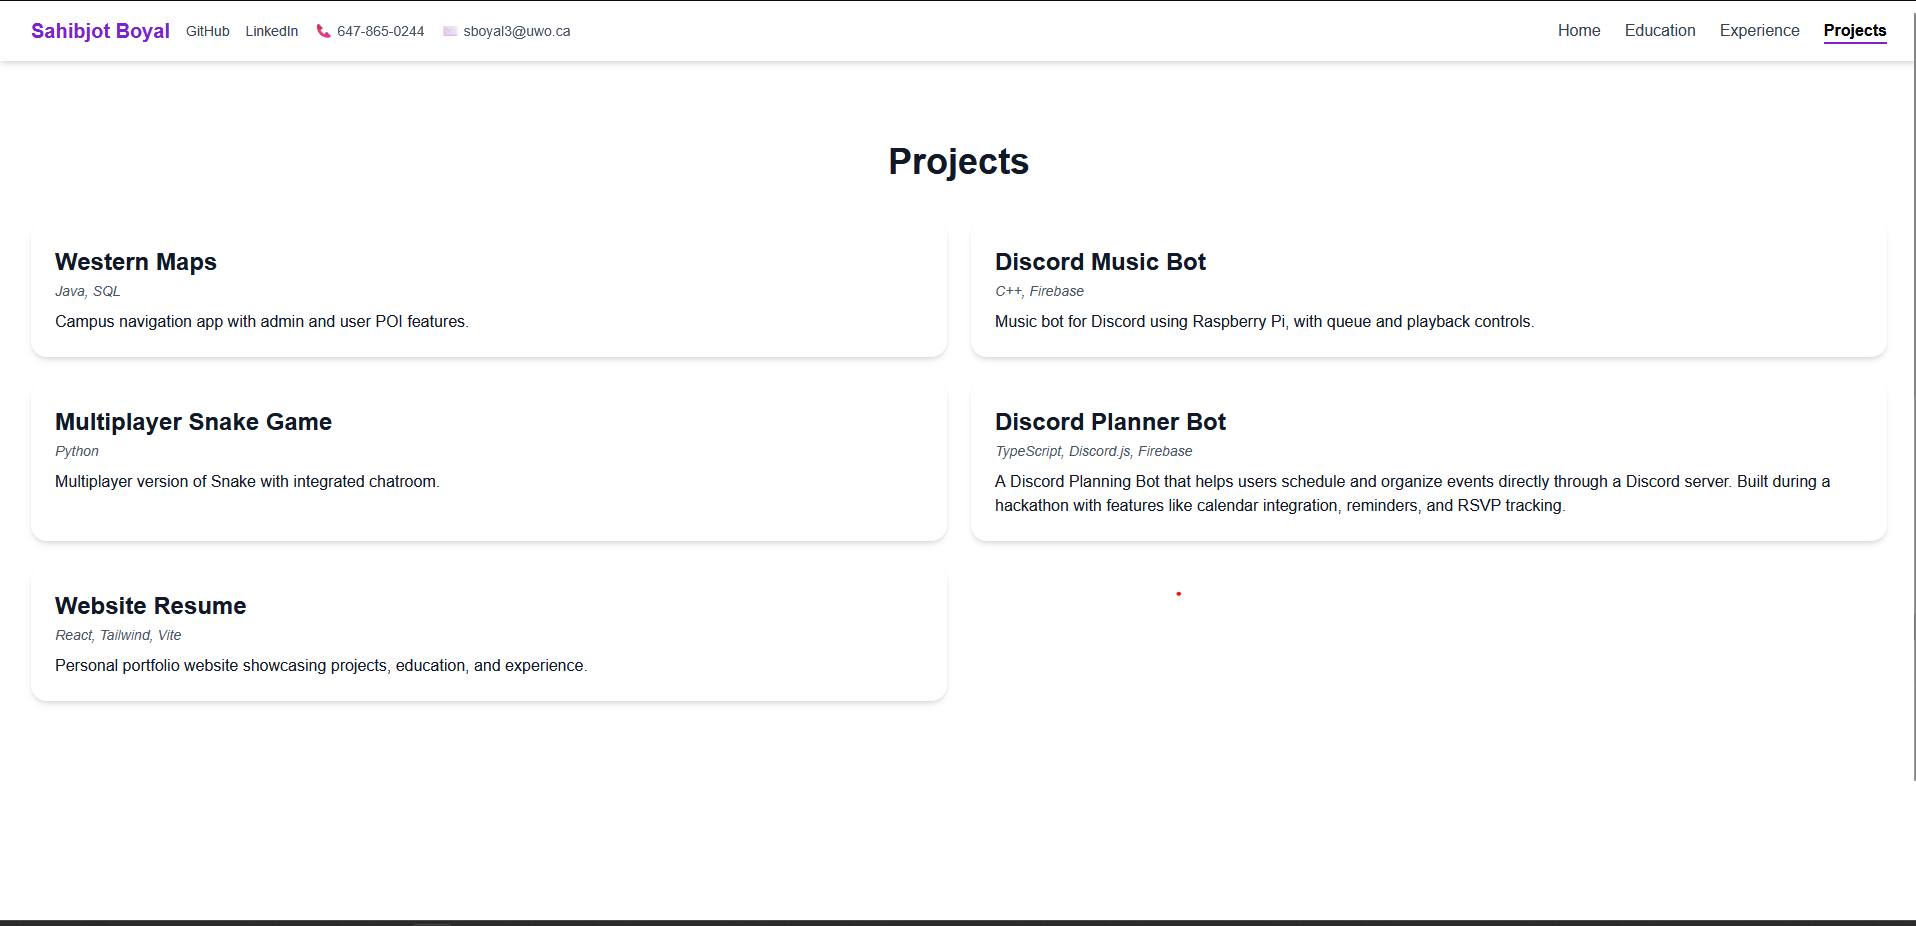 Sahibjot Boyal GitHub LinkedIn 📞 647-865-0244 ✉️ sboyal3@uwo.ca Home Education Experience Projects
Projects
Western Maps
Java, SQL
Campus navigation app with admin and user POI features.
Discord Music Bot
C++, Firebase
Music bot for Discord using Raspberry Pi, with queue and playback controls.
Multiplayer Snake Game
Python
Multiplayer version of Snake with integrated chatroom.
Discord Planner Bot
TypeScript, Discord.js, Firebase
A Discord Planning Bot that helps users schedule and organize events directly through a Discord server. Built during a
hackathon with features like calendar integration, reminders, and RSVP tracking.
Website Resume
React, Tailwind, Vite
Personal portfolio website showcasing projects, education, and experience.